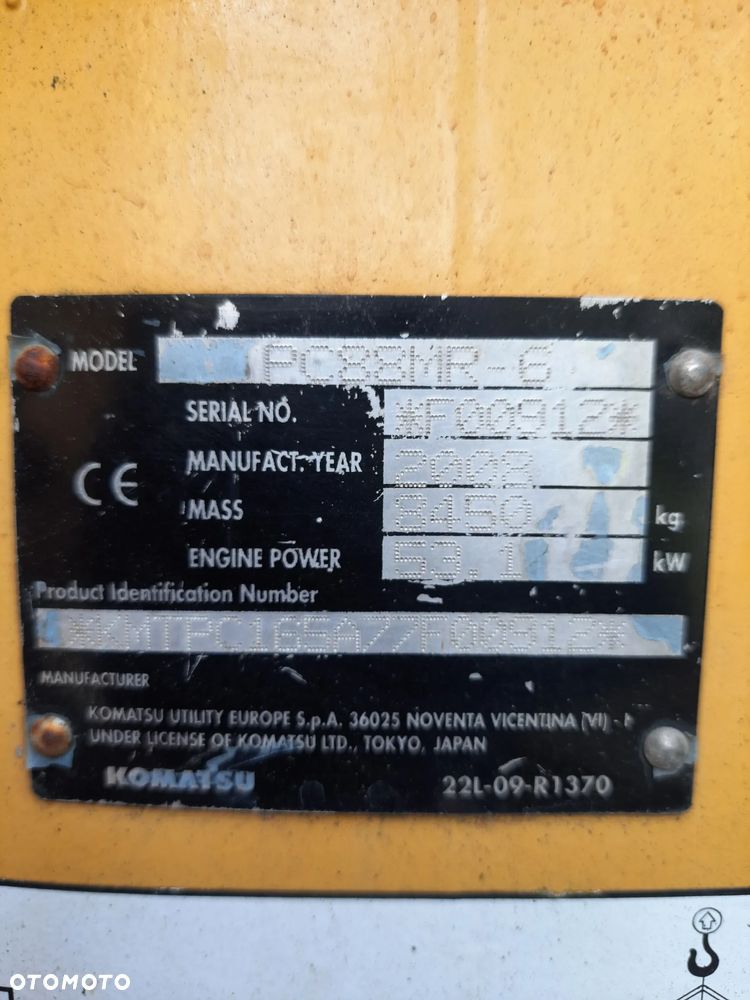 MODEL PC88MR-6
SERIAL NO. *F00912*
MANUFACT. YEAR 2008
CE MASS 8450 kg
ENGINE POWER 53.1 kW
Product Identification Number
*KMTPC165A77F00912*
MANUFACTURER
KOMATSU UTILITY EUROPE S.p.A. 36025 NOVENTA VICENTINA (VI) -
UNDER LICENSE OF KOMATSU LTD., TOKYO, JAPAN
KOMATSU 22L-09-R1370
OTOMOTO